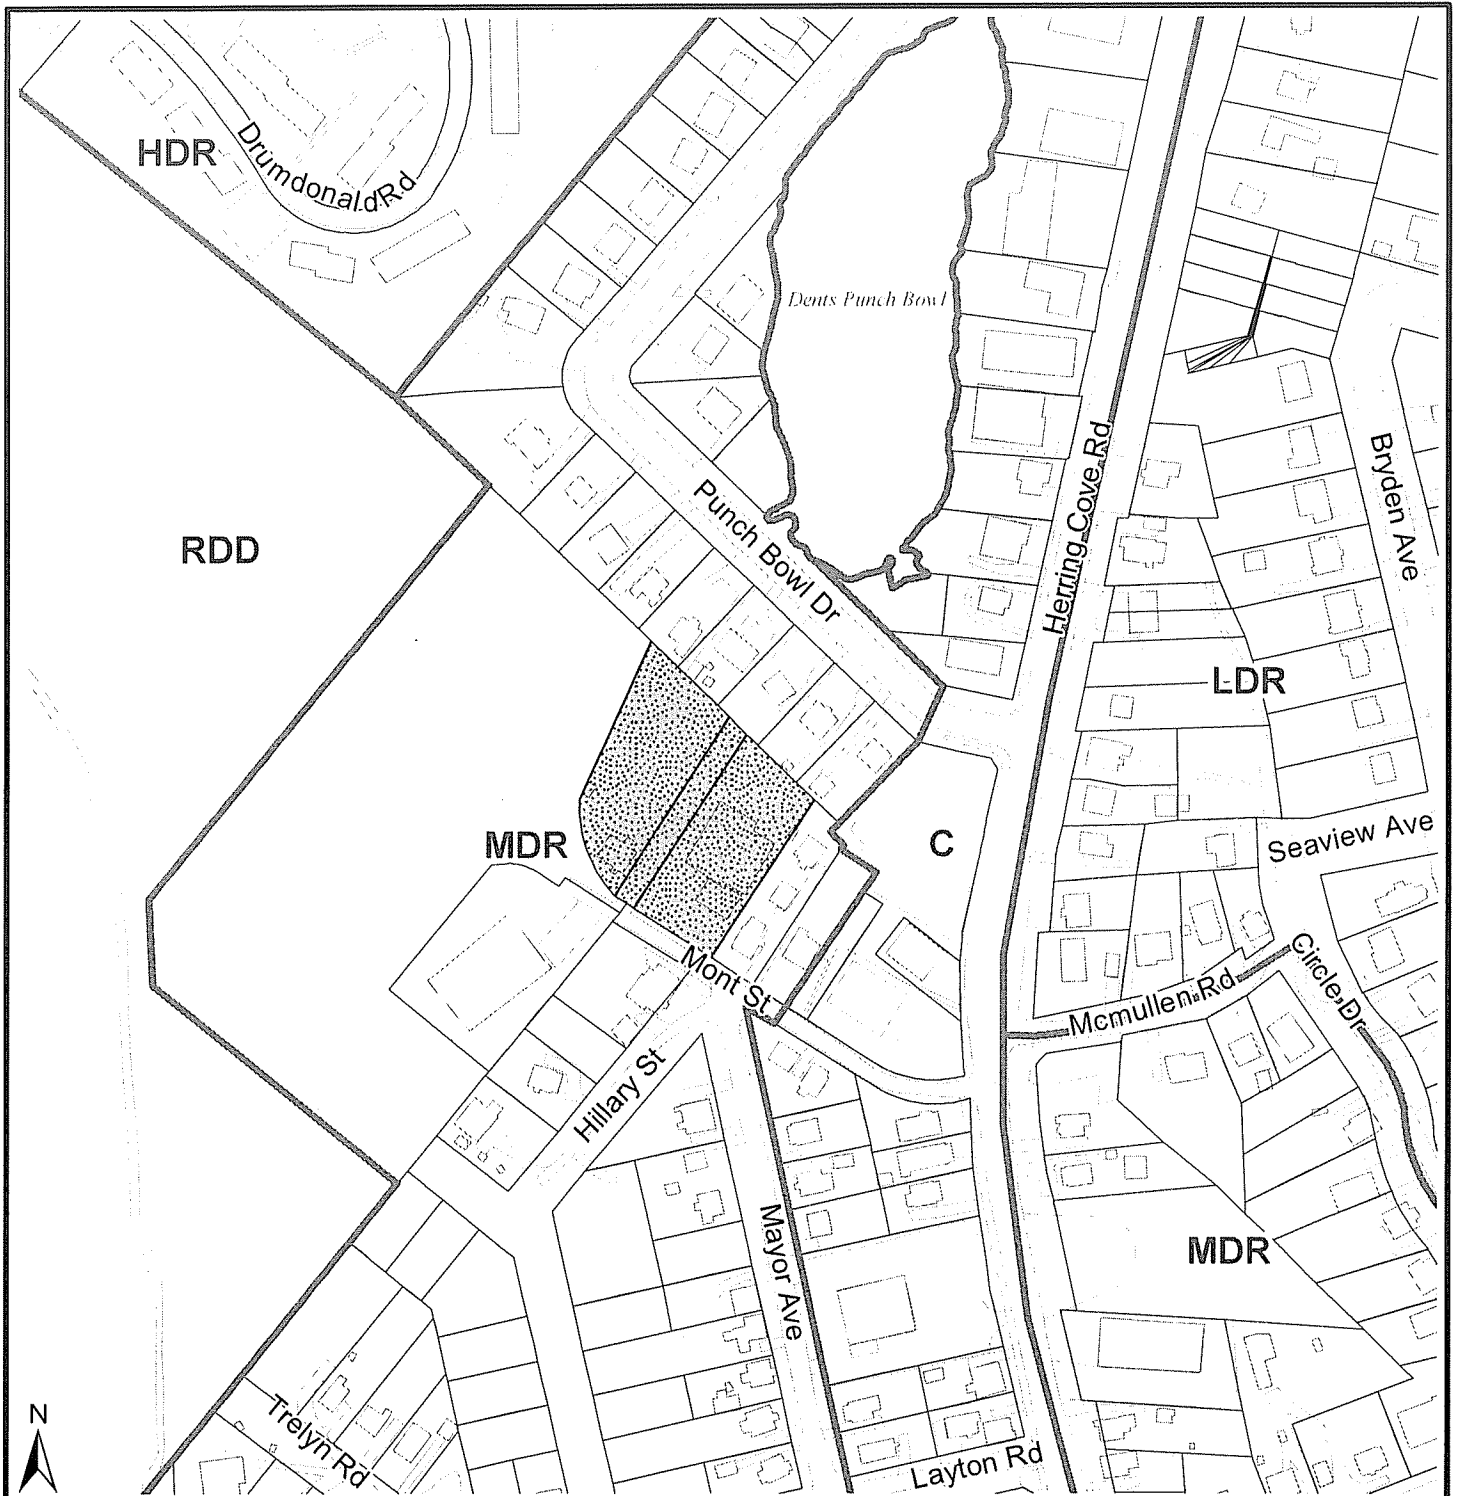 HDR
Drumdonald Rd
Dents Punch Bowl
Herring Cove Rd
Bryden Ave
Punch Bowl Dr
RDD
LDR
MDR
C
Seaview Ave
Mont St
Mcmullen Rd
Circle Dr
Hillary St
Mayor Ave
MDR
N
Trelyn Rd
Layton Rd